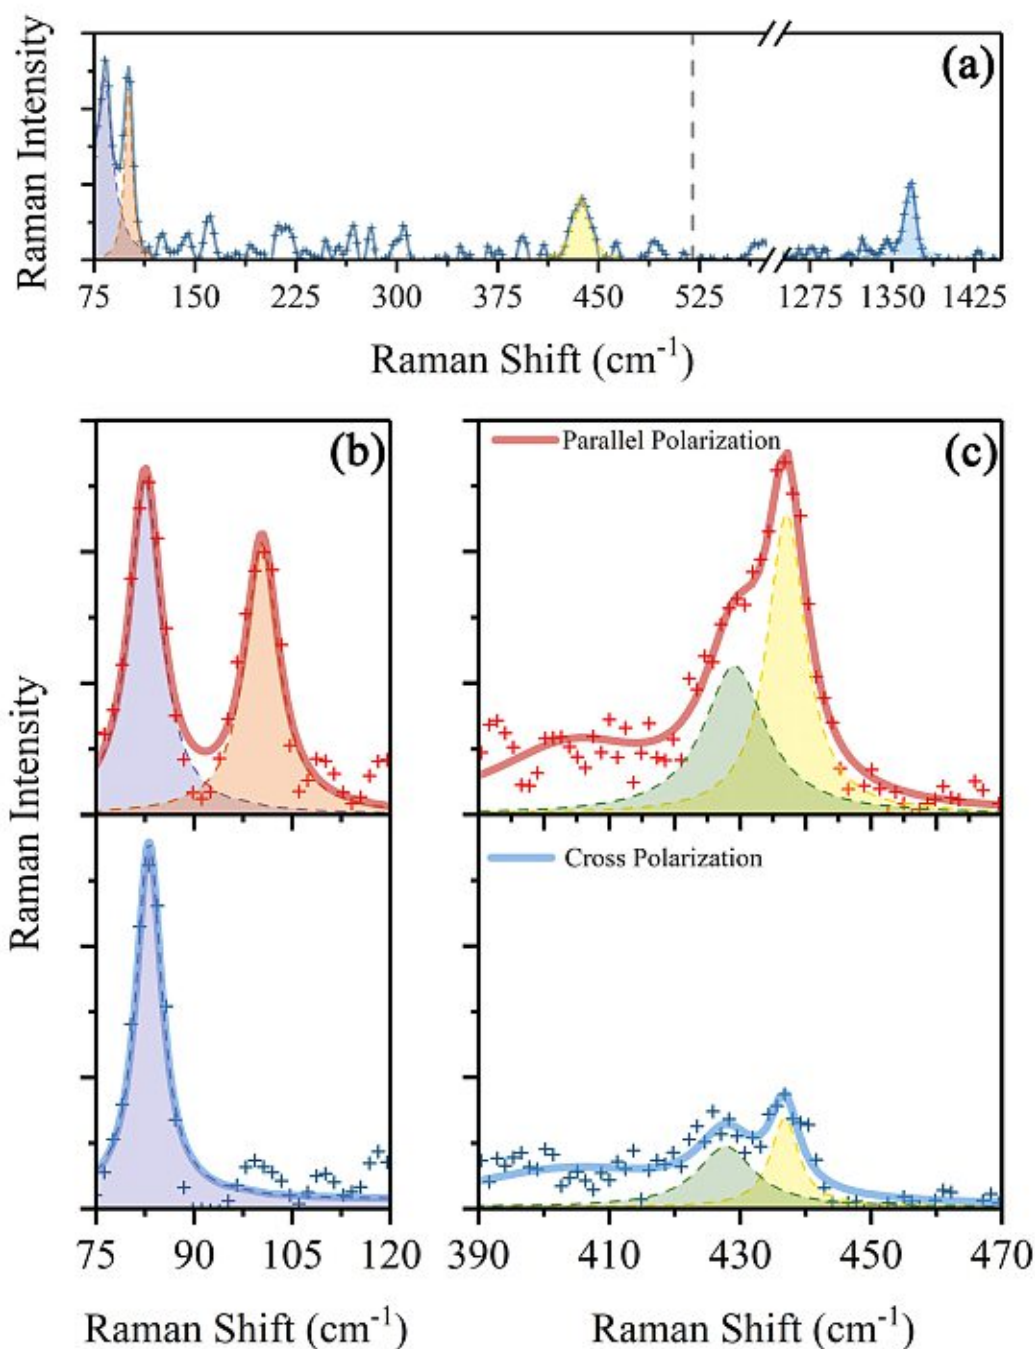 (a)
Raman Intensity
75 150 225 300 375 450 525 1275 1350 1425
Raman Shift (cm⁻¹)
(b)
Parallel Polarization
(c)
Raman Intensity
Cross Polarization
75 90 105 120
390 410 430 450 470
Raman Shift (cm⁻¹)
Raman Shift (cm⁻¹)